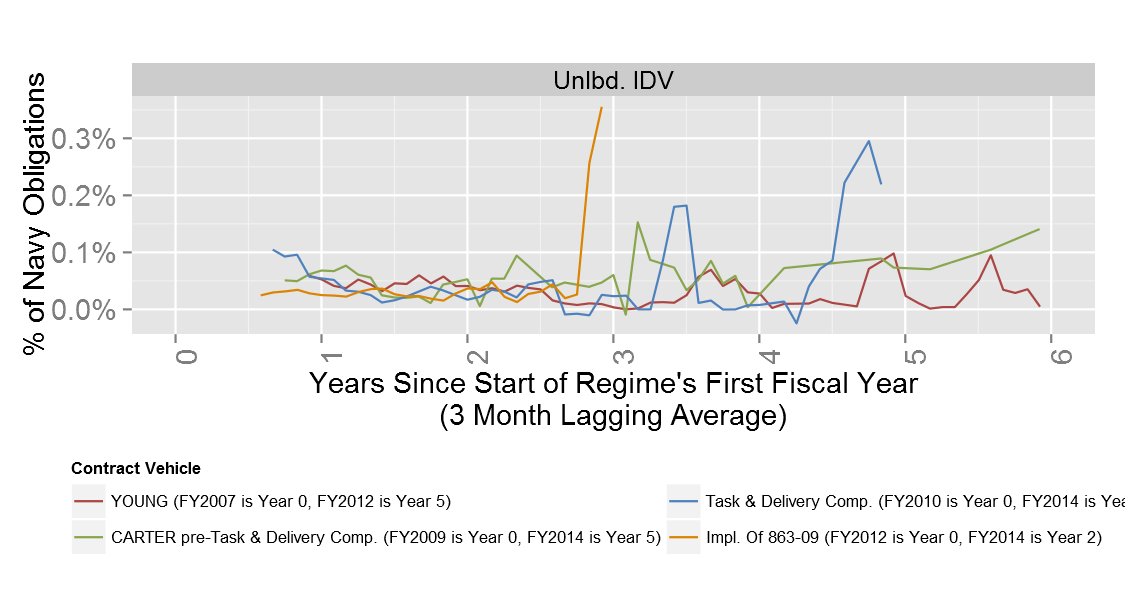 Unlbd. IDV
% of Navy Obligations
0.3%
0.2%
0.1%
0.0%
0 1 2 3 4 5 6
Years Since Start of Regime's First Fiscal Year
(3 Month Lagging Average)
Contract Vehicle
YOUNG (FY2007 is Year 0, FY2012 is Year 5)
Task & Delivery Comp. (FY2010 is Year 0, FY2014 is Yea
CARTER pre-Task & Delivery Comp. (FY2009 is Year 0, FY2014 is Year 5)
Impl. Of 863-09 (FY2012 is Year 0, FY2014 is Year 2)